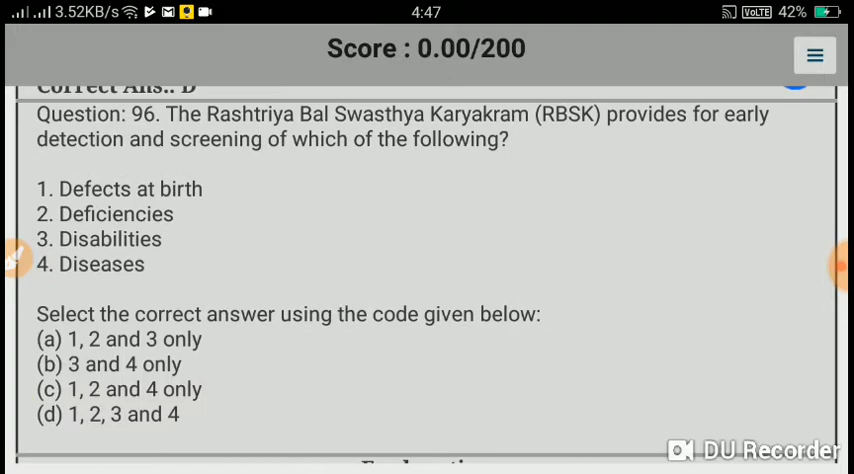 3.52KB/s 4:47 VoLTE 42%
Score : 0.00/200
Correct Ans.: D
Question: 96. The Rashtriya Bal Swasthya Karyakram (RBSK) provides for early
detection and screening of which of the following?
1. Defects at birth
2. Deficiencies
3. Disabilities
4. Diseases
Select the correct answer using the code given below:
(a) 1, 2 and 3 only
(b) 3 and 4 only
(c) 1, 2 and 4 only
(d) 1, 2, 3 and 4
DU Recorder